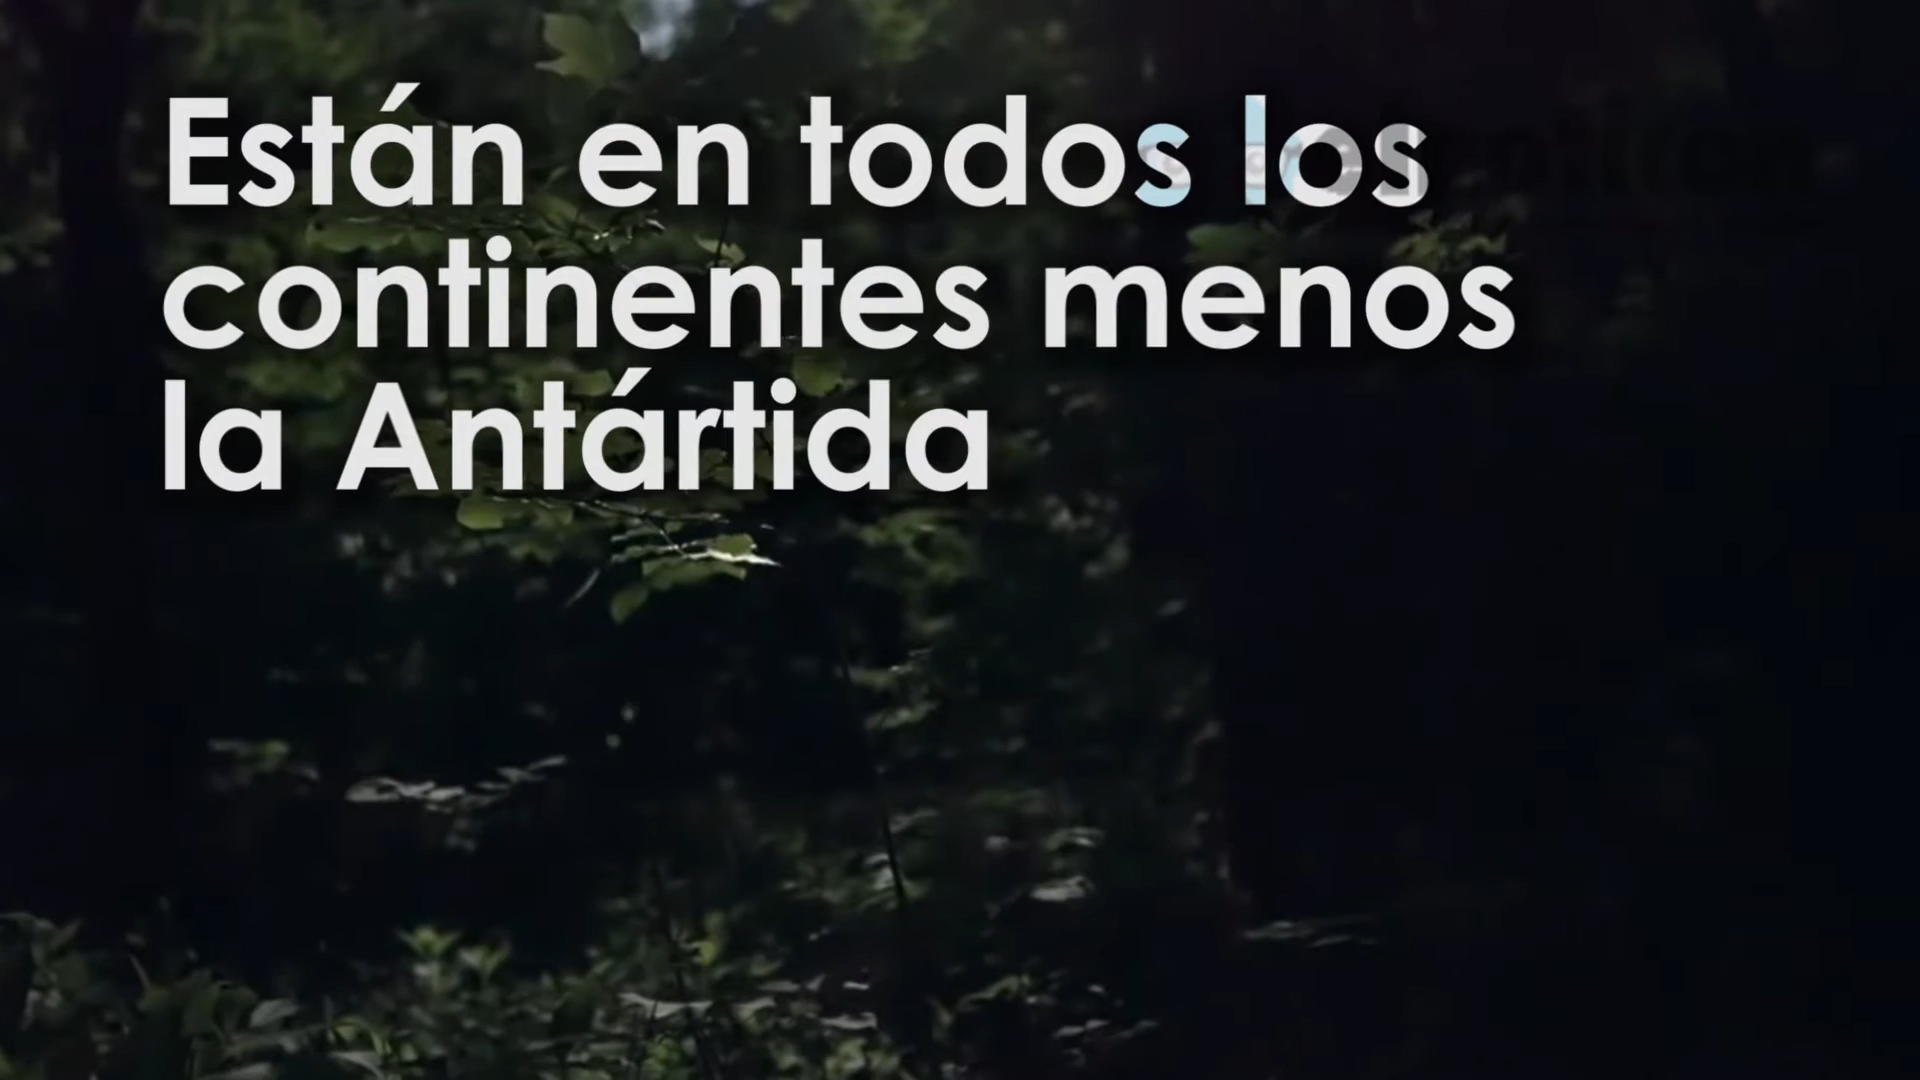 Están en todos los
continentes menos
la Antártida